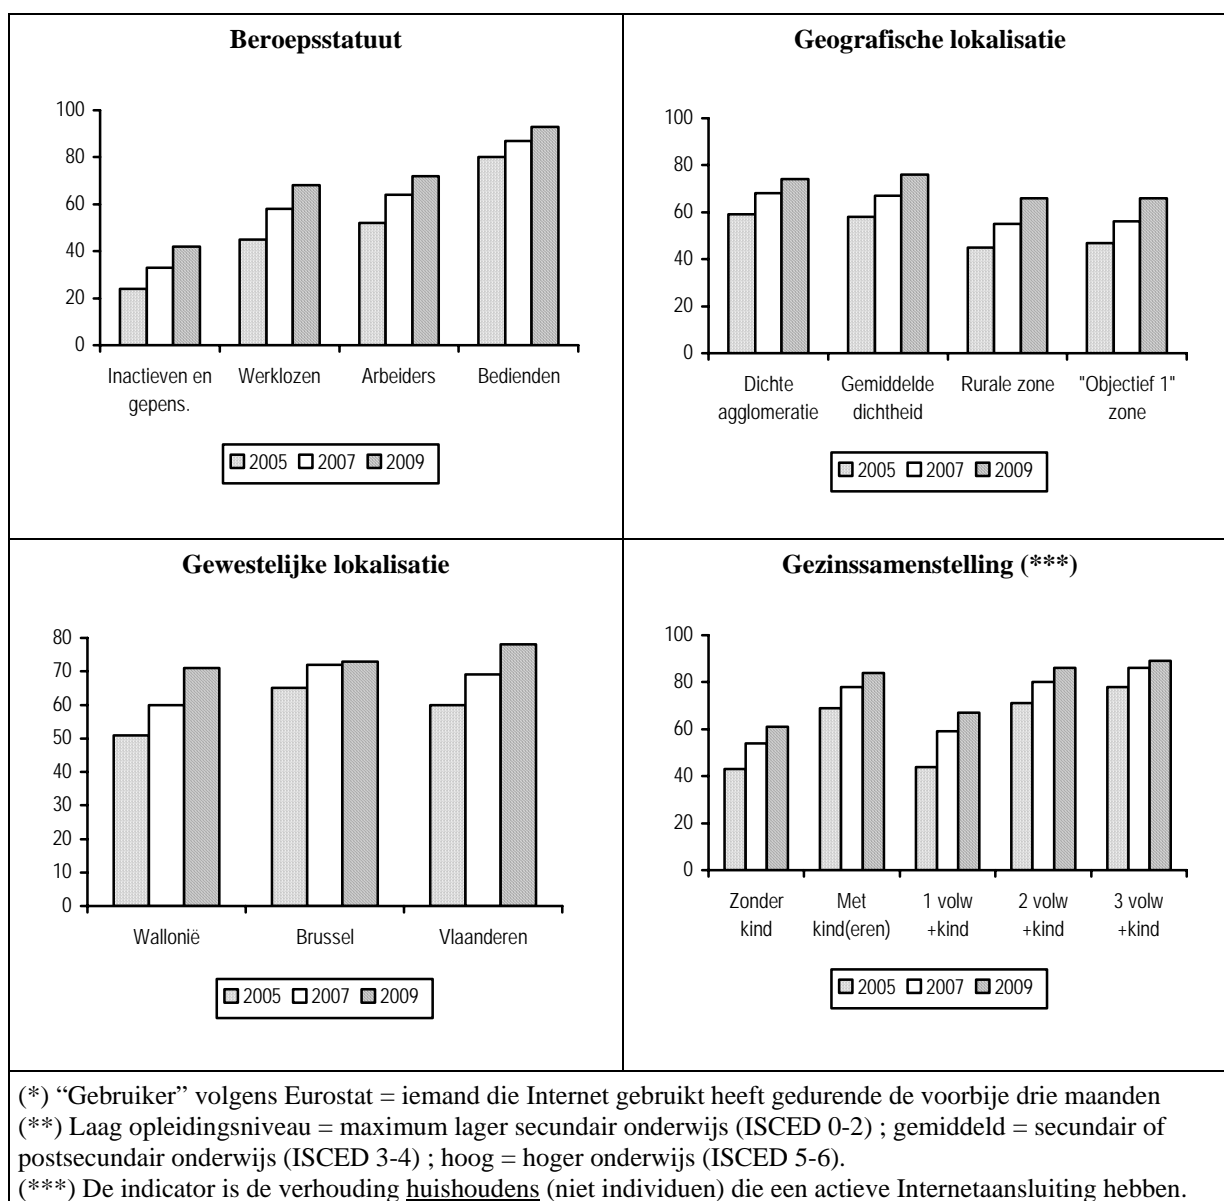 Beroepsstatuut
100
80
60
40
20
0
Inactieven en
gepens.
Werklozen
Arbeiders
Bedienden
2005 2007 2009
Geografische lokalisatie
100
80
60
40
20
0
Dichte
agglomeratie
Gemiddelde
dichtheid
Rurale zone
"Objectief 1"
zone
2005 2007 2009
Gewestelijke lokalisatie
80
70
60
50
40
30
20
10
0
Wallonië
Brussel
Vlaanderen
2005 2007 2009
Gezinssamenstelling (***)
100
80
60
40
20
0
Zonder
kind
Met
kind(eren)
1 volw
+kind
2 volw
+kind
3 volw
+kind
2005 2007 2009
(*) “Gebruiker” volgens Eurostat = iemand die Internet gebruikt heeft gedurende de voorbije drie maanden
(**) Laag opleidingsniveau = maximum lager secundair onderwijs (ISCED 0-2) ; gemiddeld = secundair of
postsecundair onderwijs (ISCED 3-4) ; hoog = hoger onderwijs (ISCED 5-6).
(***) De indicator is de verhouding huishoudens (niet individuen) die een actieve Internetaansluiting hebben.